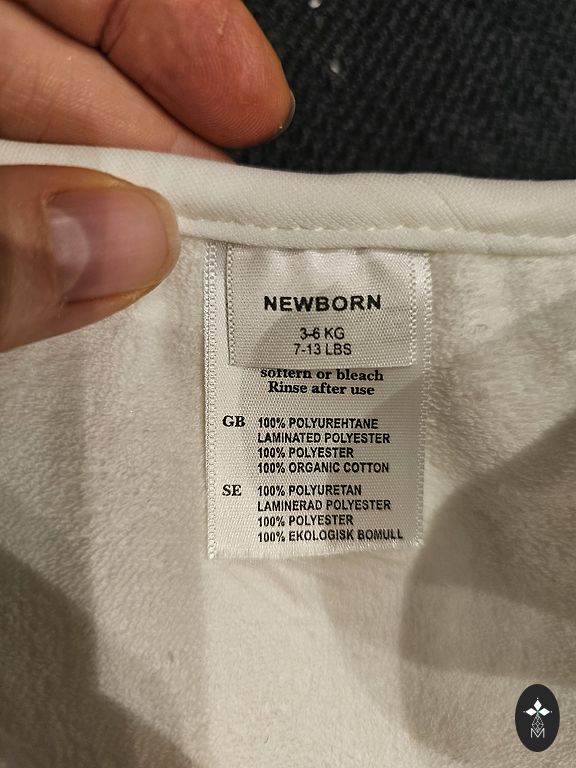 NEWBORN
3-6 KG
7-13 LBS
softern or bleach
Rinse after use
GB 100% POLYUREHTANE
LAMINATED POLYESTER
100% POLYESTER
100% ORGANIC COTTON
SE 100% POLYURETAN
LAMINERAD POLYESTER
100% POLYESTER
100% EKOLOGISK BOMULL
M